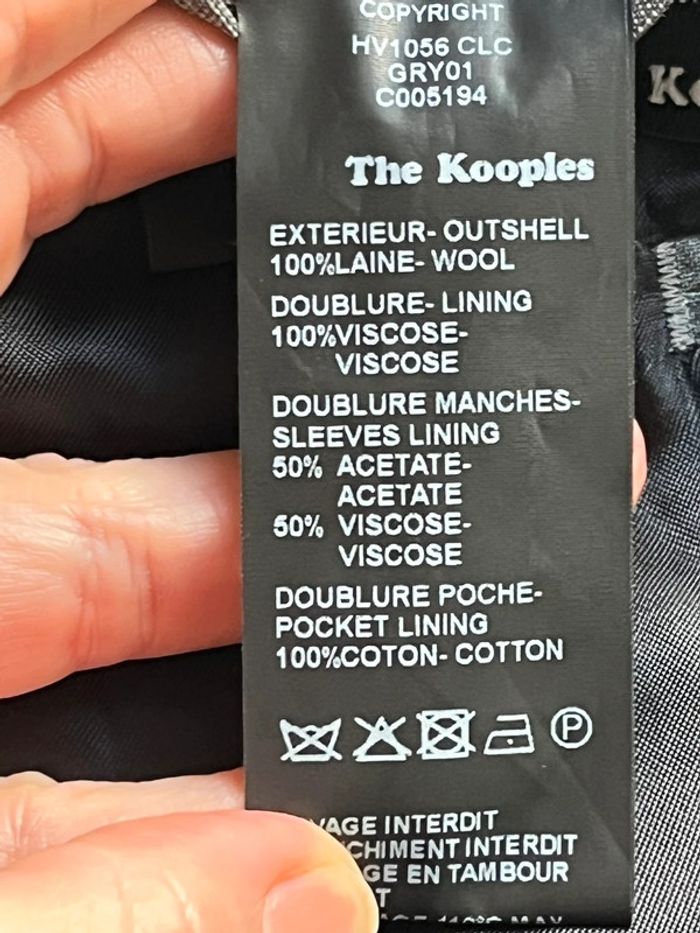 COPYRIGHT
HV1056 CLC
GRY01
C005194
The Kooples
EXTERIEUR- OUTSHELL
100%LAINE- WOOL
DOUBLURE- LINING
100%VISCOSE-
VISCOSE
DOUBLURE MANCHES-
SLEEVES LINING
50% ACETATE-
ACETATE
50% VISCOSE-
VISCOSE
DOUBLURE POCHE-
POCKET LINING
100%COTON- COTTON
P
INTERDIT
INTERDIT
EN TAMBOUR